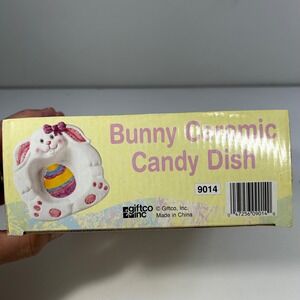 Bunny Ceramic
Candy Dish
9014
giftco inc
© Giftco, Inc.
Made in China